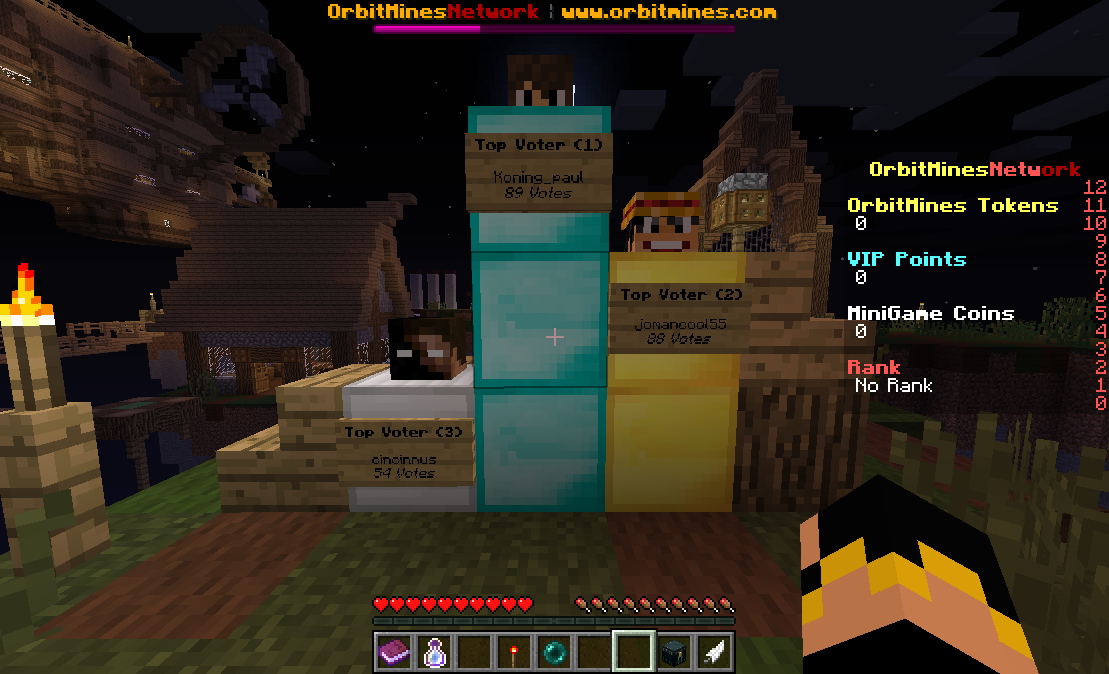 OrbitMinesNetwork | www.orbitmines.com
Top Voter (1)
Koning_paul
89 Votes
Top Voter (2)
jomancool55
88 Votes
Top Voter (3)
cincinnus
54 Votes
OrbitMinesNetwork
12
OrbitMines Tokens 11
0 10
9
VIP Points 8
0 7
6
MiniGame Coins 5
0 4
3
Rank 2
No Rank 1
0